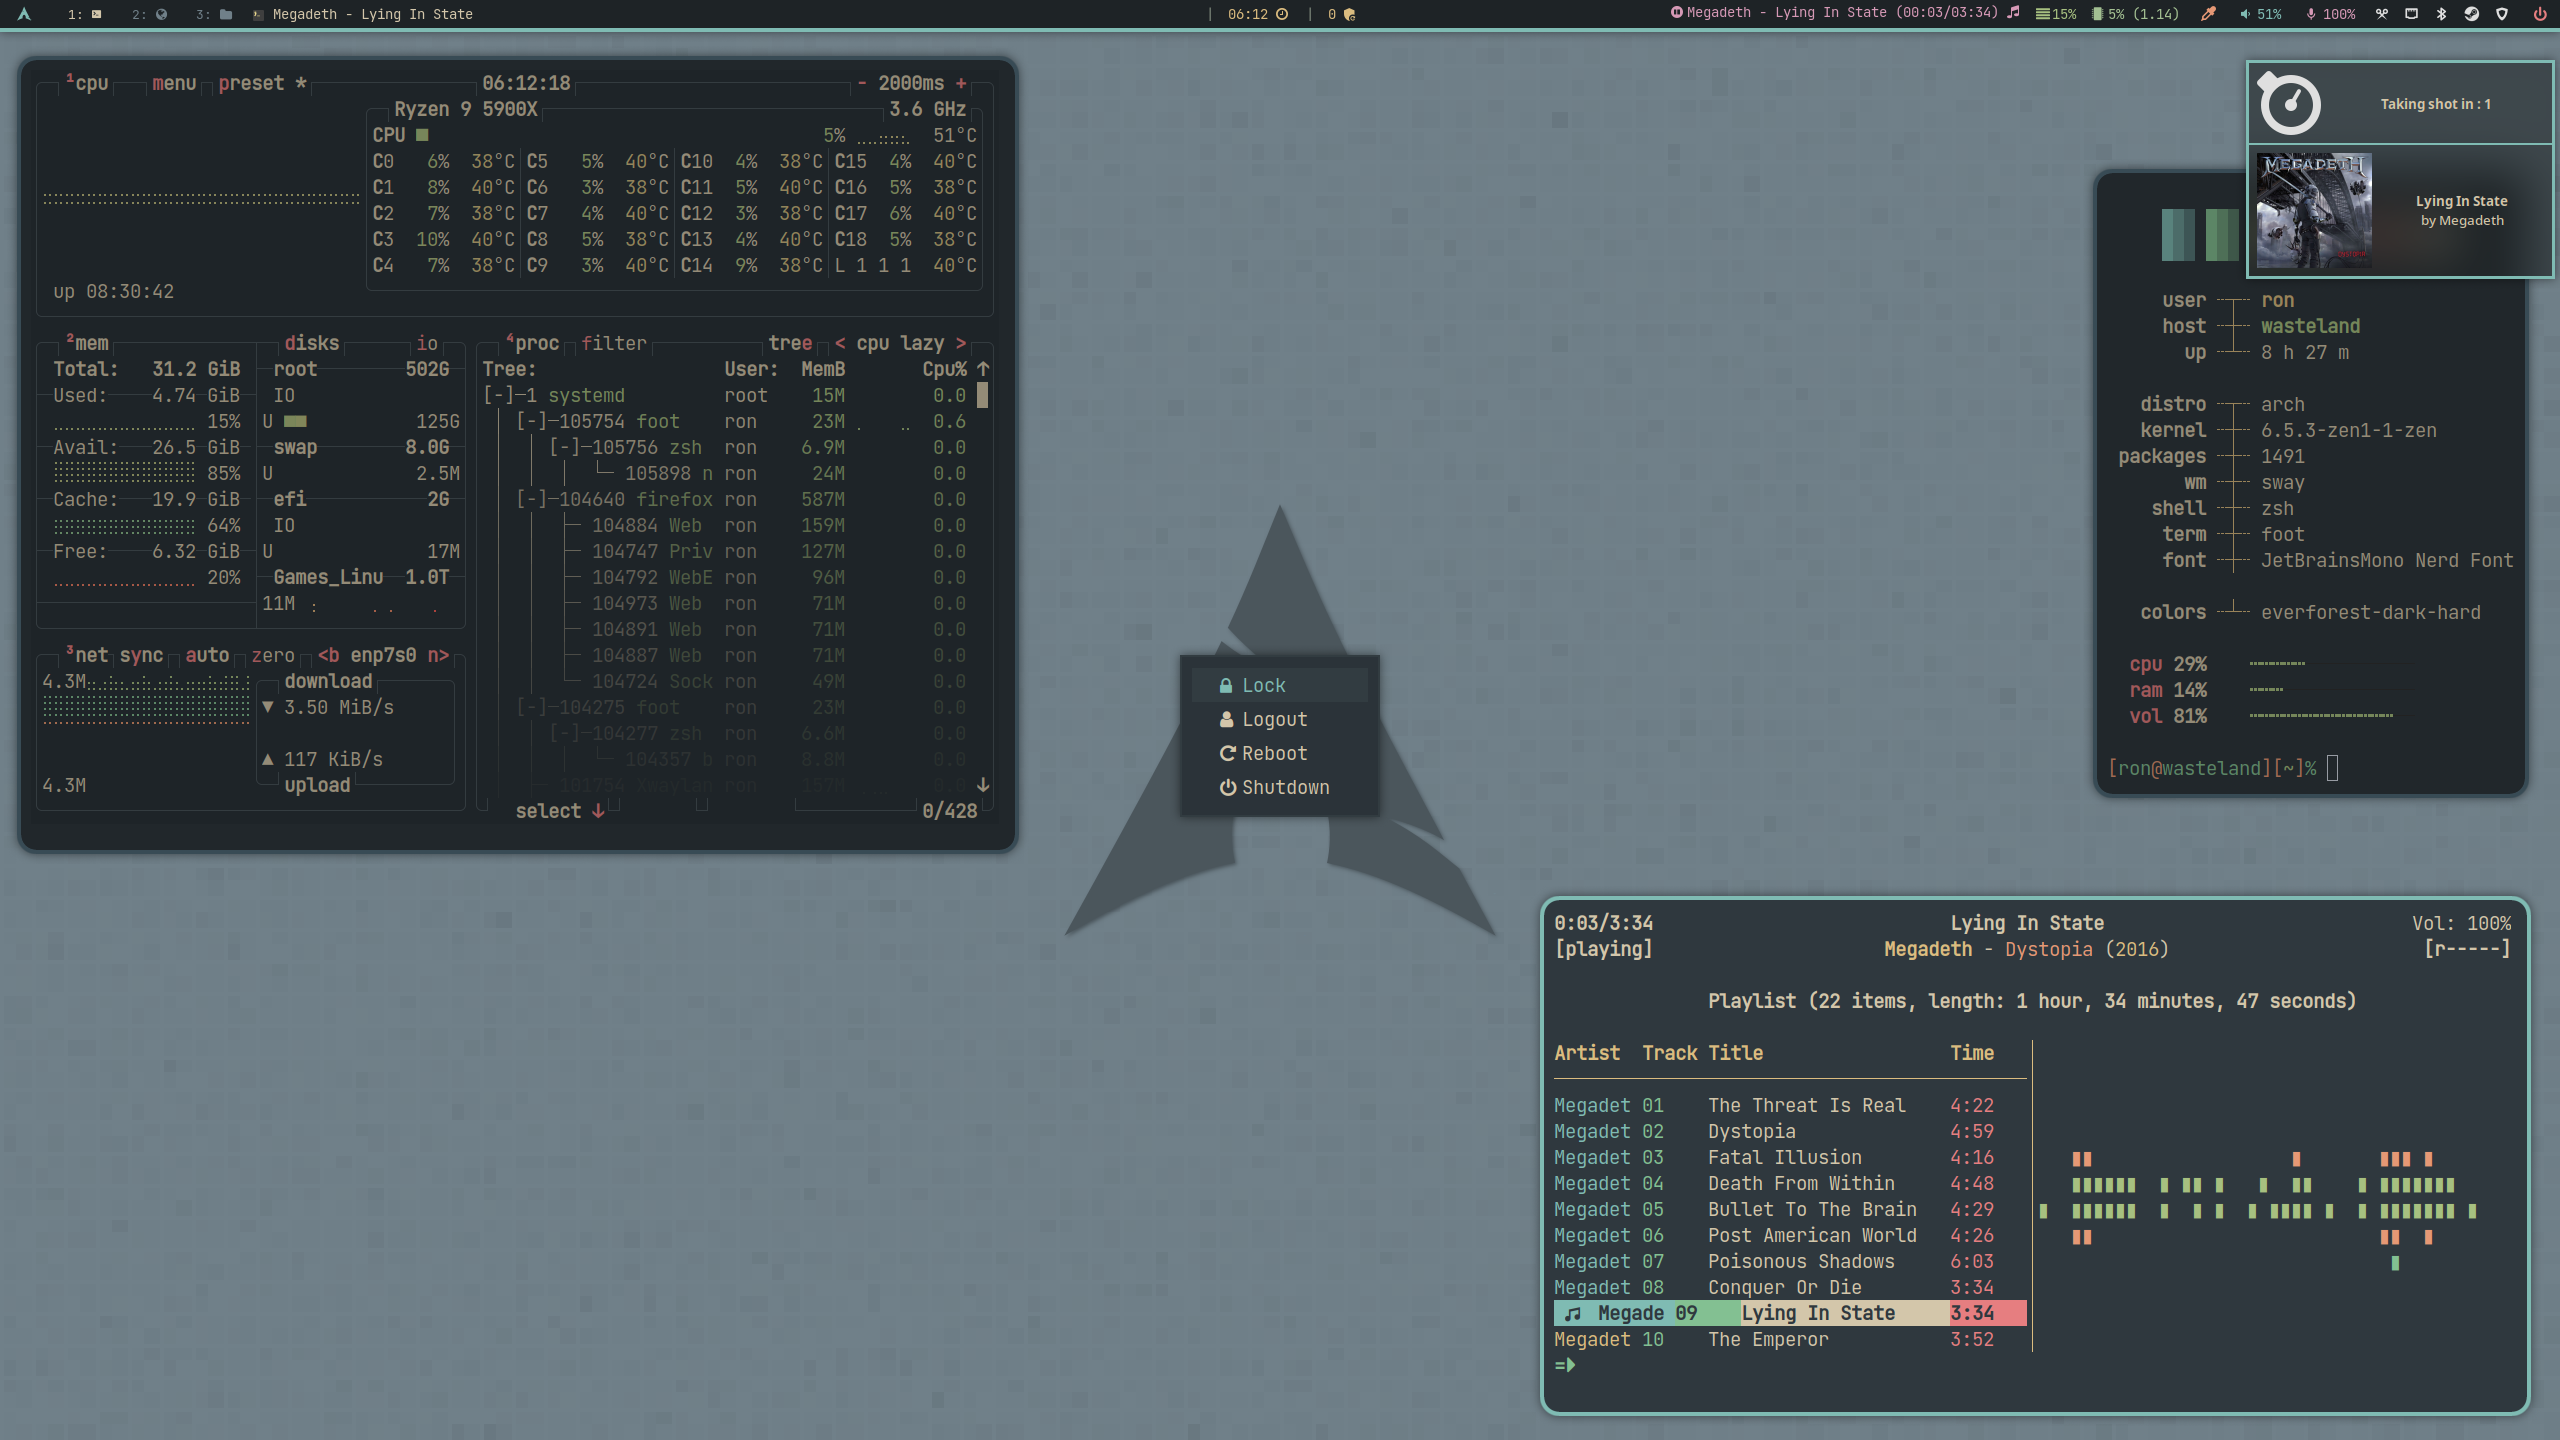 1:
2:
3:
Megadeth - Lying In State
| 06:12 | 0
Megadeth - Lying In State (00:03/03:34)
15%
5% (1.14)
51%
100%
¹cpu menu preset * 06:12:18 - 2000ms +
Ryzen 9 5900X 3.6 GHz
CPU 5% 51°C
C0 6% 38°C C5 5% 40°C C10 4% 38°C C15 4% 40°C
C1 8% 40°C C6 3% 38°C C11 5% 40°C C16 5% 38°C
C2 7% 38°C C7 4% 40°C C12 3% 38°C C17 6% 40°C
C3 10% 40°C C8 5% 38°C C13 4% 40°C C18 5% 38°C
C4 7% 38°C C9 3% 40°C C14 9% 38°C L 1 1 1 40°C
up 08:30:42
²mem
Total: 31.2 GiB
Used: 4.74 GiB
15%
Avail: 26.5 GiB
85%
Cache: 19.9 GiB
64%
Free: 6.32 GiB
20%
disks io
root 502G
IO
U 125G
swap 8.0G
U 2.5M
efi 2G
IO
U 17M
Games_Linu 1.0T
11M
³net sync auto zero <b enp7s0 n>
4.3M
download
▼ 3.50 MiB/s
▲ 117 KiB/s
upload
4.3M
⁴proc filter tree < cpu lazy >
Tree: User: MemB Cpu% ↑
[-]─1 systemd root 15M 0.0
[-]─105754 foot ron 23M 0.6
[-]─105756 zsh ron 6.9M 0.0
105898 n ron 24M 0.0
[-]─104640 firefox ron 587M 0.0
104884 Web ron 159M 0.0
104747 Priv ron 127M 0.0
104792 WebE ron 96M 0.0
104973 Web ron 71M 0.0
104891 Web ron 71M 0.0
104887 Web ron 71M 0.0
104724 Sock ron 49M 0.0
[-]─104275 foot ron 23M 0.0
[-]─104277 zsh ron 6.6M 0.0
104357 b ron 8.8M 0.0
101754 Xwaylan ron 157M 0.0 ↓
select ↓ 0/428
Lock
Logout
Reboot
Shutdown
Taking shot in : 1
MEGADETH
Lying In State
by Megadeth
user ron
host wasteland
up 8 h 27 m
distro arch
kernel 6.5.3-zen1-1-zen
packages 1491
wm sway
shell zsh
term foot
font JetBrainsMono Nerd Font
colors everforest-dark-hard
cpu 29%
ram 14%
vol 81%
[ron@wasteland][~]%
0:03/3:34 Lying In State Vol: 100%
[playing] Megadeth - Dystopia (2016) [r-----]
Playlist (22 items, length: 1 hour, 34 minutes, 47 seconds)
Artist Track Title Time
Megadet 01 The Threat Is Real 4:22
Megadet 02 Dystopia 4:59
Megadet 03 Fatal Illusion 4:16
Megadet 04 Death From Within 4:48
Megadet 05 Bullet To The Brain 4:29
Megadet 06 Post American World 4:26
Megadet 07 Poisonous Shadows 6:03
Megadet 08 Conquer Or Die 3:34
Megade 09 Lying In State 3:34
Megadet 10 The Emperor 3:52